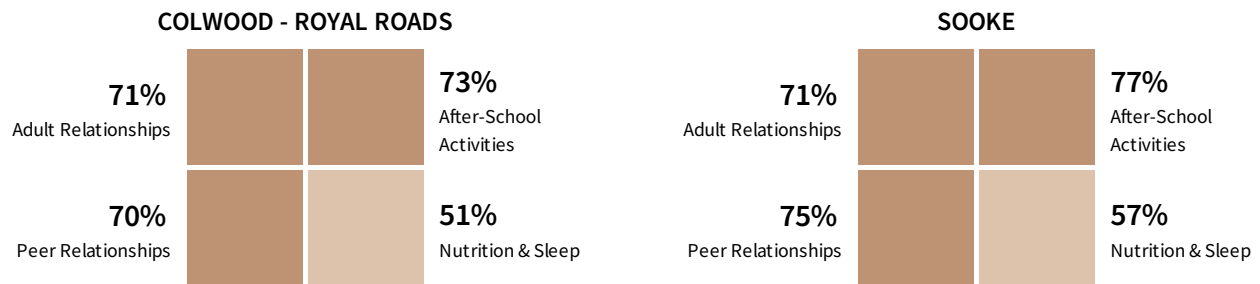 COLWOOD - ROYAL ROADS
71%
Adult Relationships
73%
After-School
Activities
70%
Peer Relationships
51%
Nutrition & Sleep
SOOKE
71%
Adult Relationships
77%
After-School
Activities
75%
Peer Relationships
57%
Nutrition & Sleep